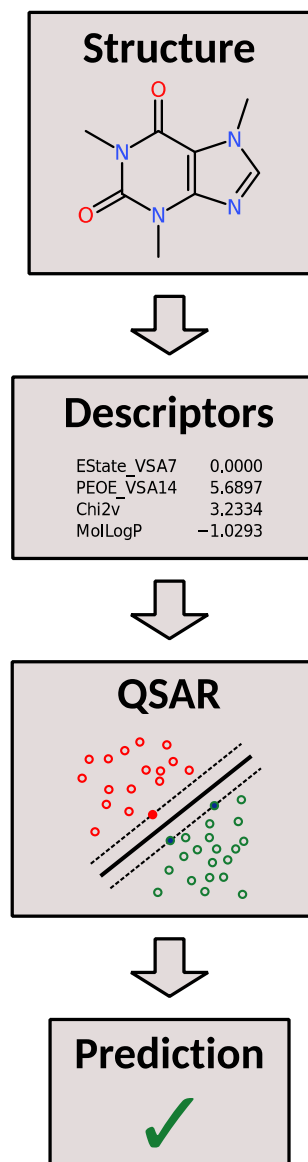 Structure
O
N
N
O
N
N
Descriptors
EState_VSA7 0.0000
PEOE_VSA14 5.6897
Chi2v 3.2334
MolLogP −1.0293
QSAR
Prediction